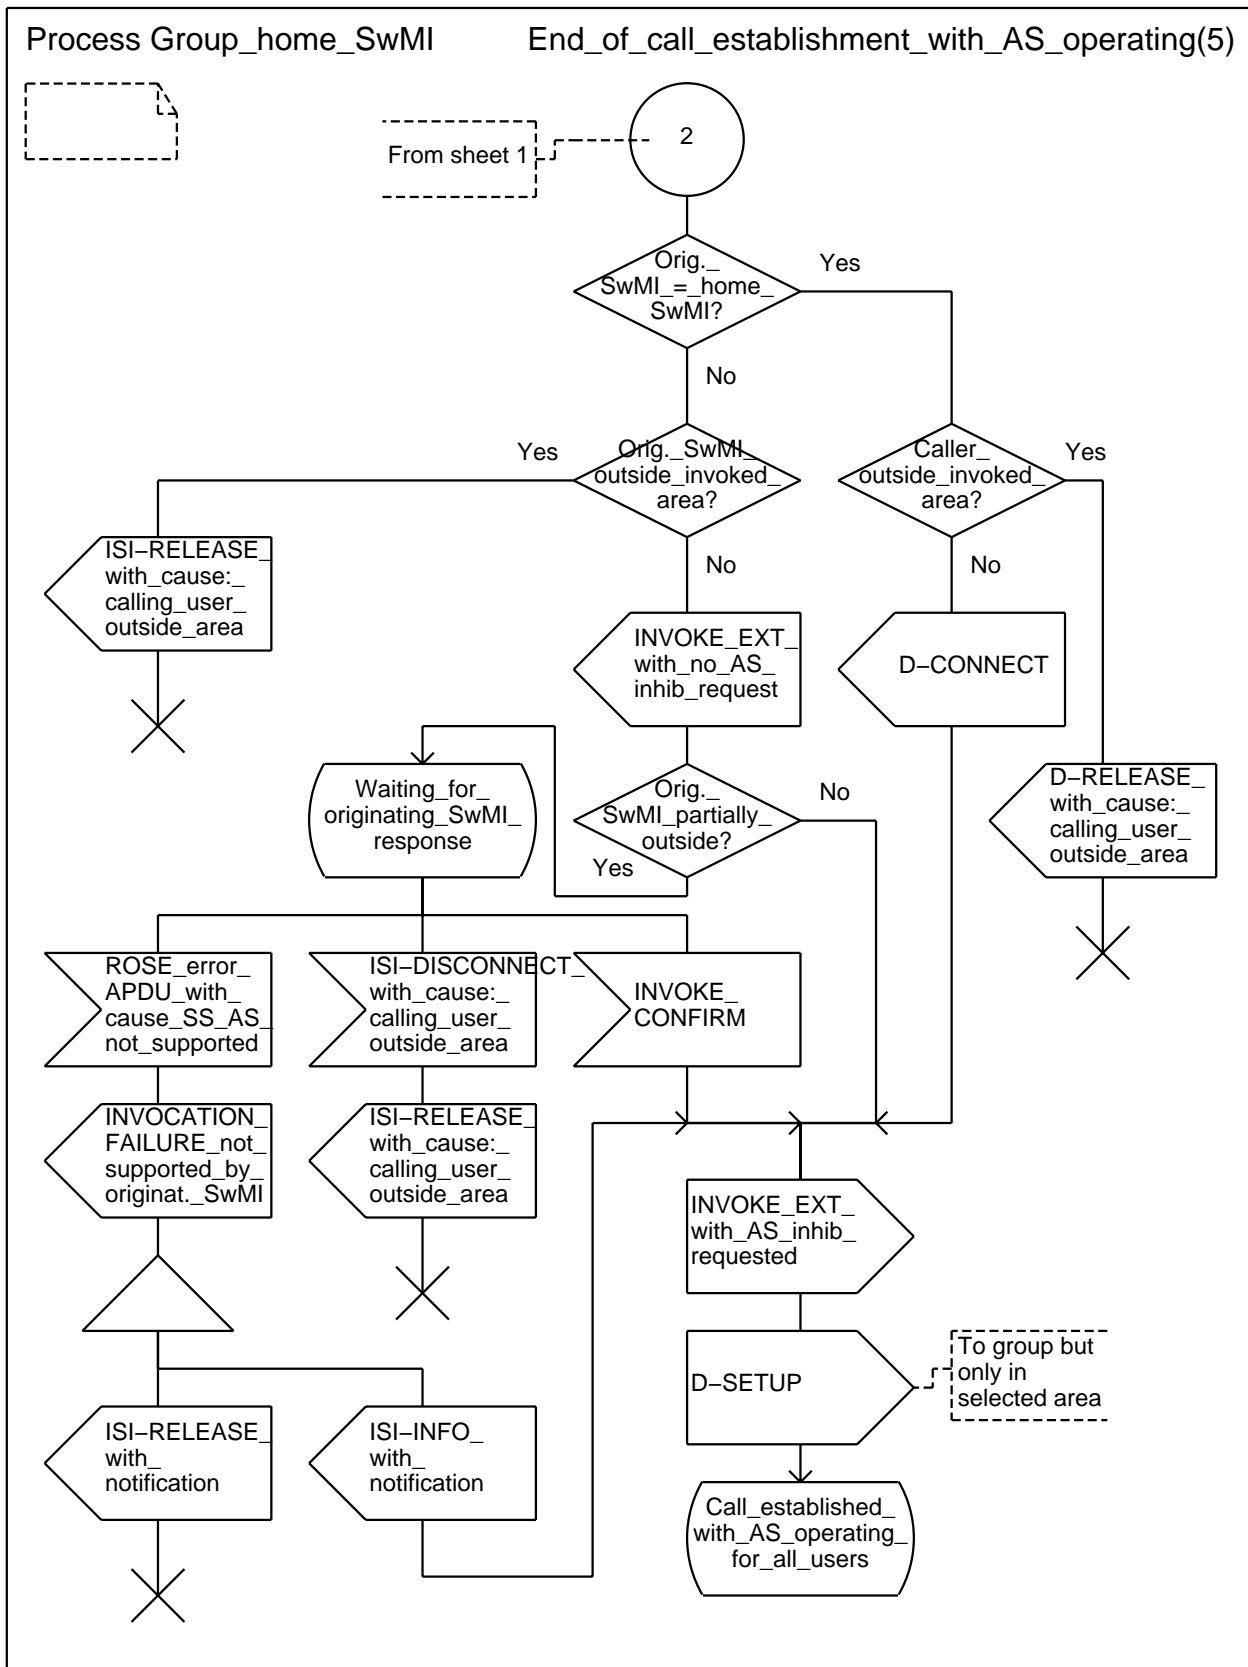 Process Group_home_SwMI
End_of_call_establishment_with_AS_operating(5)
From sheet 1
2
Orig._
SwMI_=_home_
SwMI?
Yes
No
Yes
Orig._SwMI_
outside_invoked_
area?
Caller_
outside_invoked_
area?
Yes
ISI–RELEASE_
with_cause:_
calling_user_
outside_area
No
No
INVOKE_EXT_
with_no_AS_
inhib_request
D–CONNECT
Waiting_for_
originating_SwMI_
response
Orig._
SwMI_partially_
outside?
No
Yes
D–RELEASE_
with_cause:_
calling_user_
outside_area
ROSE_error_
APDU_with_
cause_SS_AS_
not_supported
ISI–DISCONNECT_
with_cause:_
calling_user_
outside_area
INVOKE_
CONFIRM
INVOCATION_
FAILURE_not_
supported_by_
originat._SwMI
ISI–RELEASE_
with_cause:_
calling_user_
outside_area
INVOKE_EXT_
with_AS_inhib_
requested
D–SETUP
To group but
only in
selected area
ISI–RELEASE_
with_
notification
ISI–INFO_
with_
notification
Call_established_
with_AS_operating_
for_all_users